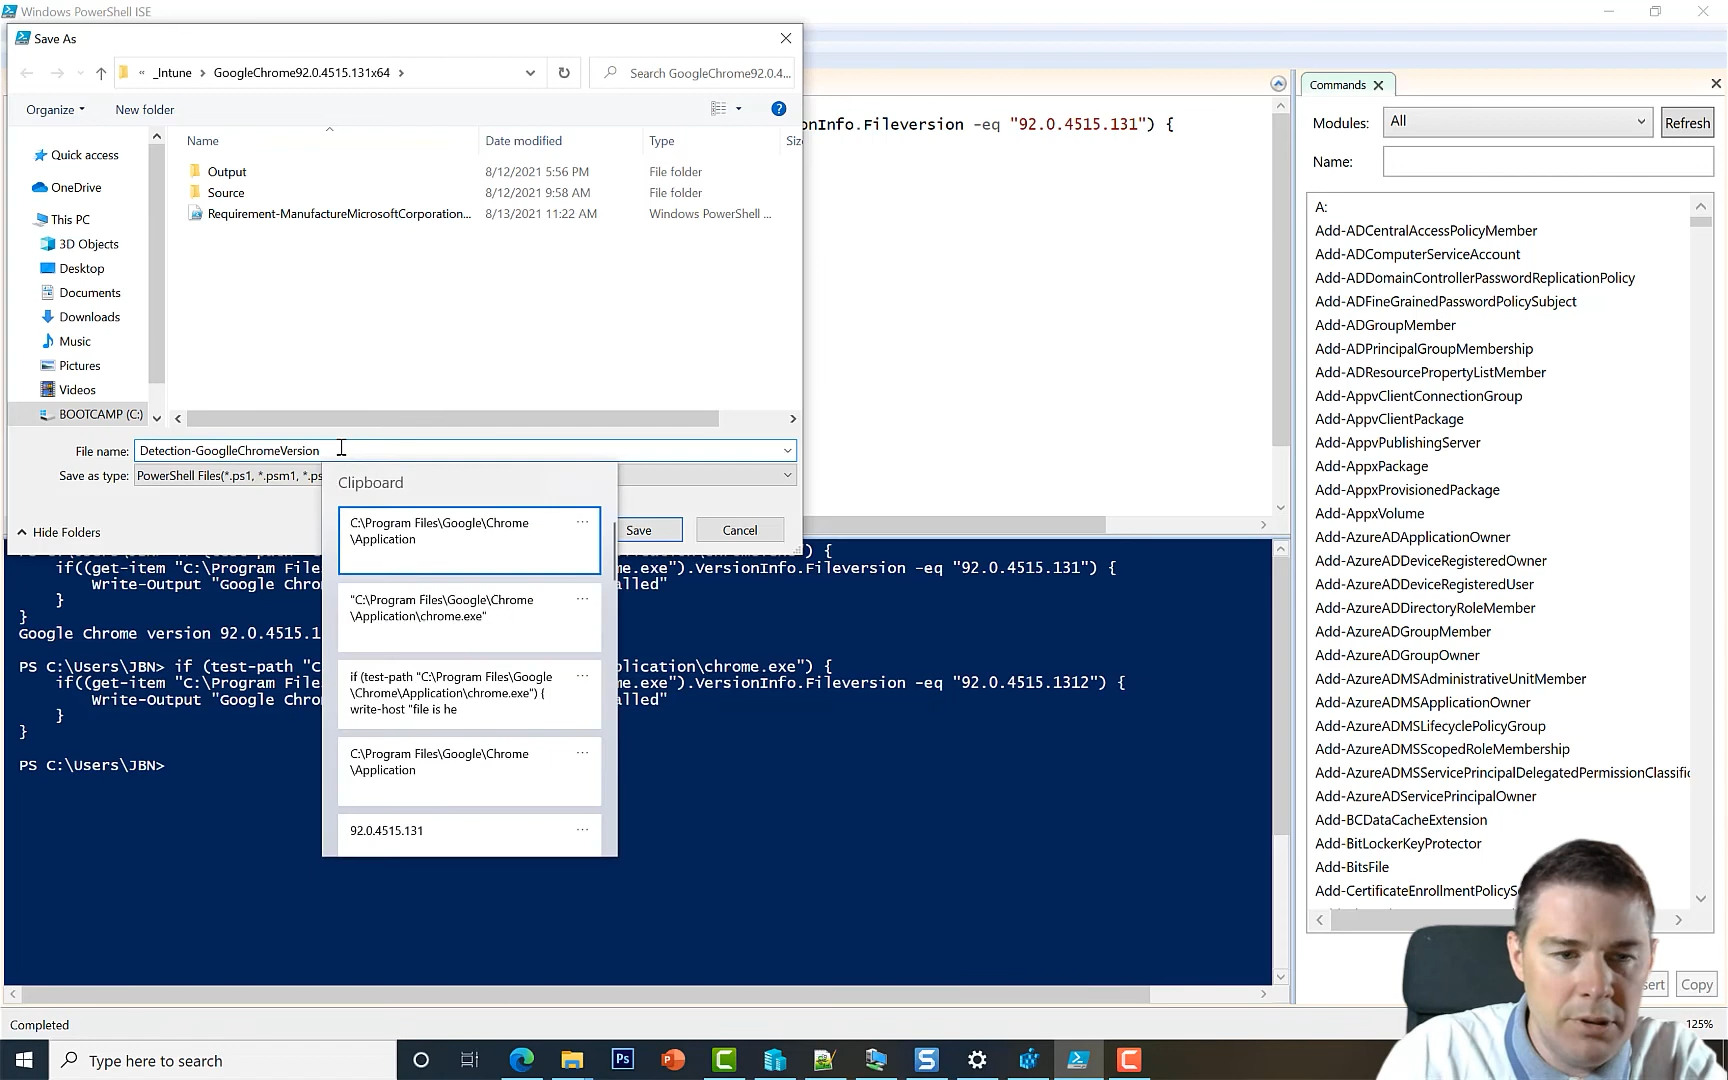 Windows PowerShell ISE
Save As
« _Intune > GoogleChrome92.0.4515.131x64 >
Search GoogleChrome92.0.4...
Organize
New folder
Name
Date modified
Type
Siz
Output
8/12/2021 5:56 PM
File folder
Source
8/12/2021 9:58 AM
File folder
Requirement-ManufactureMicrosoftCorporation...
8/13/2021 11:22 AM
Windows PowerShell ...
Quick access
OneDrive
This PC
3D Objects
Desktop
Documents
Downloads
Music
Pictures
Videos
BOOTCAMP (C:)
File name:
Detection-GooglleChromeVersion
Save as type:
PowerShell Files(*.ps1, *.psm1, *.ps
Hide Folders
Save
Cancel
onInfo.Fileversion -eq "92.0.4515.131") {
Clipboard
C:\Program Files\Google\Chrome
\Application
"C:\Program Files\Google\Chrome
\Application\chrome.exe"
if (test-path "C:\Program Files\Google
\Chrome\Application\chrome.exe") {
write-host "file is he
C:\Program Files\Google\Chrome
\Application
92.0.4515.131
if((get-item "C:\Program File
me.exe").VersionInfo.Fileversion -eq "92.0.4515.131") {
Write-Output "Google Chrom
alled"
}
}
Google Chrome version 92.0.4515.1
PS C:\Users\JBN> if (test-path "C
plication\chrome.exe") {
if((get-item "C:\Program File
me.exe").VersionInfo.Fileversion -eq "92.0.4515.1312") {
Write-Output "Google Chrom
alled"
}
}
PS C:\Users\JBN>
Completed
Commands
Modules:
All
Refresh
Name:
A:
Add-ADCentralAccessPolicyMember
Add-ADComputerServiceAccount
Add-ADDomainControllerPasswordReplicationPolicy
Add-ADFineGrainedPasswordPolicySubject
Add-ADGroupMember
Add-ADPrincipalGroupMembership
Add-ADResourcePropertyListMember
Add-AppvClientConnectionGroup
Add-AppvClientPackage
Add-AppvPublishingServer
Add-AppxPackage
Add-AppxProvisionedPackage
Add-AppxVolume
Add-AzureADApplicationOwner
Add-AzureADDeviceRegisteredOwner
Add-AzureADDeviceRegisteredUser
Add-AzureADDirectoryRoleMember
Add-AzureADGroupMember
Add-AzureADGroupOwner
Add-AzureADMSAdministrativeUnitMember
Add-AzureADMSApplicationOwner
Add-AzureADMSLifecyclePolicyGroup
Add-AzureADMSScopedRoleMembership
Add-AzureADMSServicePrincipalDelegatedPermissionClassific
Add-AzureADServicePrincipalOwner
Add-BCDataCacheExtension
Add-BitLockerKeyProtector
Add-BitsFile
Add-CertificateEnrollmentPolicySe
sert
Copy
125%
Type here to search
Ps